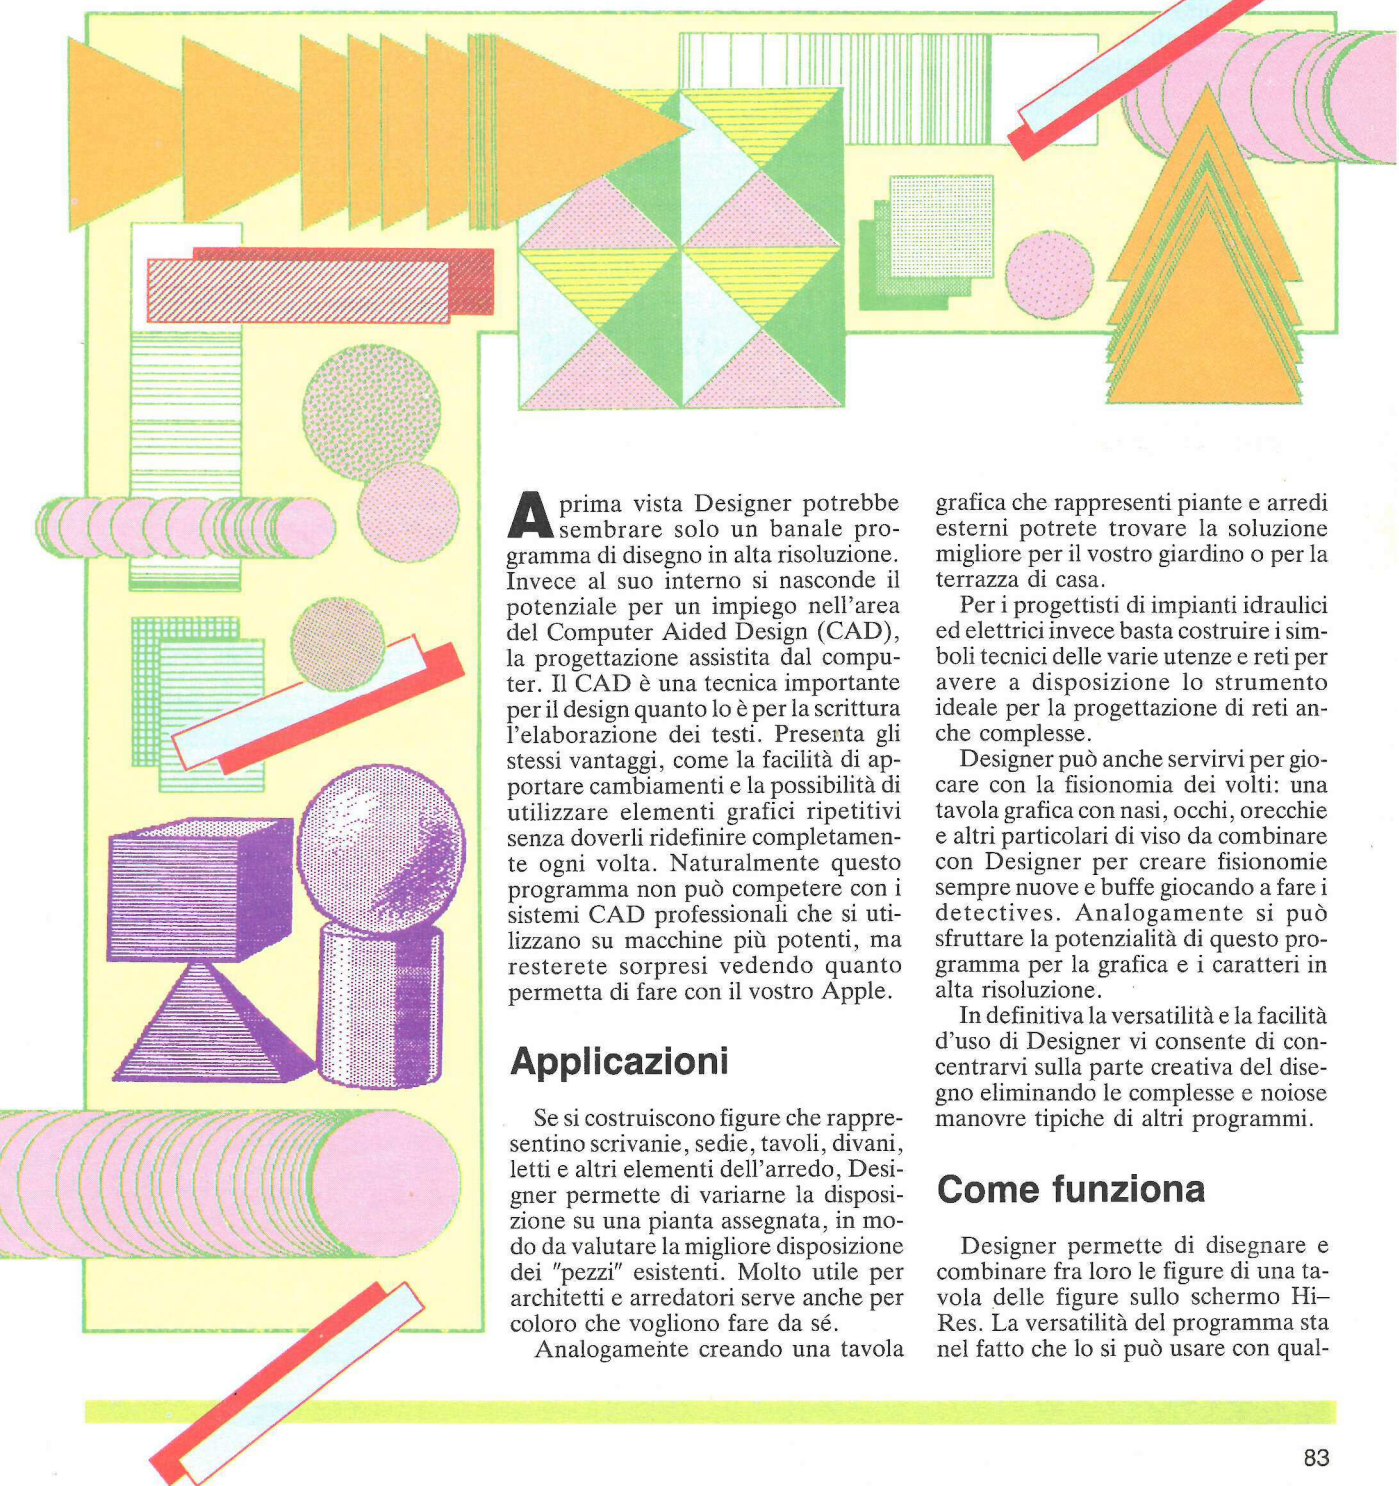 A prima vista Designer potrebbe
sembrare solo un banale pro-
gramma di disegno in alta risoluzione.
Invece al suo interno si nasconde il
potenziale per un impiego nell'area
del Computer Aided Design (CAD),
la progettazione assistita dal compu-
ter. Il CAD è una tecnica importante
per il design quanto lo è per la scrittura
l'elaborazione dei testi. Presenta gli
stessi vantaggi, come la facilità di ap-
portare cambiamenti e la possibilità di
utilizzare elementi grafici ripetitivi
senza doverli ridefinire completamen-
te ogni volta. Naturalmente questo
programma non può competere con i
sistemi CAD professionali che si uti-
lizzano su macchine più potenti, ma
resterete sorpresi vedendo quanto
permetta di fare con il vostro Apple.
Applicazioni
Se si costruiscono figure che rappre-
sentino scrivanie, sedie, tavoli, divani,
letti e altri elementi dell'arredo, Desi-
gner permette di variarne la disposi-
zione su una pianta assegnata, in mo-
do da valutare la migliore disposizione
dei "pezzi" esistenti. Molto utile per
architetti e arredatori serve anche per
coloro che vogliono fare da sé.
Analogamente creando una tavola
grafica che rappresenti piante e arredi
esterni potrete trovare la soluzione
migliore per il vostro giardino o per la
terrazza di casa.
Per i progettisti di impianti idraulici
ed elettrici invece basta costruire i sim-
boli tecnici delle varie utenze e reti per
avere a disposizione lo strumento
ideale per la progettazione di reti an-
che complesse.
Designer può anche servirvi per gio-
care con la fisionomia dei volti: una
tavola grafica con nasi, occhi, orecchie
e altri particolari di viso da combinare
con Designer per creare fisionomie
sempre nuove e buffe giocando a fare i
detectives. Analogamente si può
sfruttare la potenzialità di questo pro-
gramma per la grafica e i caratteri in
alta risoluzione.
In definitiva la versatilità e la facilità
d'uso di Designer vi consente di con-
centrarvi sulla parte creativa del dise-
gno eliminando le complesse e noiose
manovre tipiche di altri programmi.
Come funziona
Designer permette di disegnare e
combinare fra loro le figure di una ta-
vola delle figure sullo schermo Hi–
Res. La versatilità del programma sta
nel fatto che lo si può usare con qual-
83